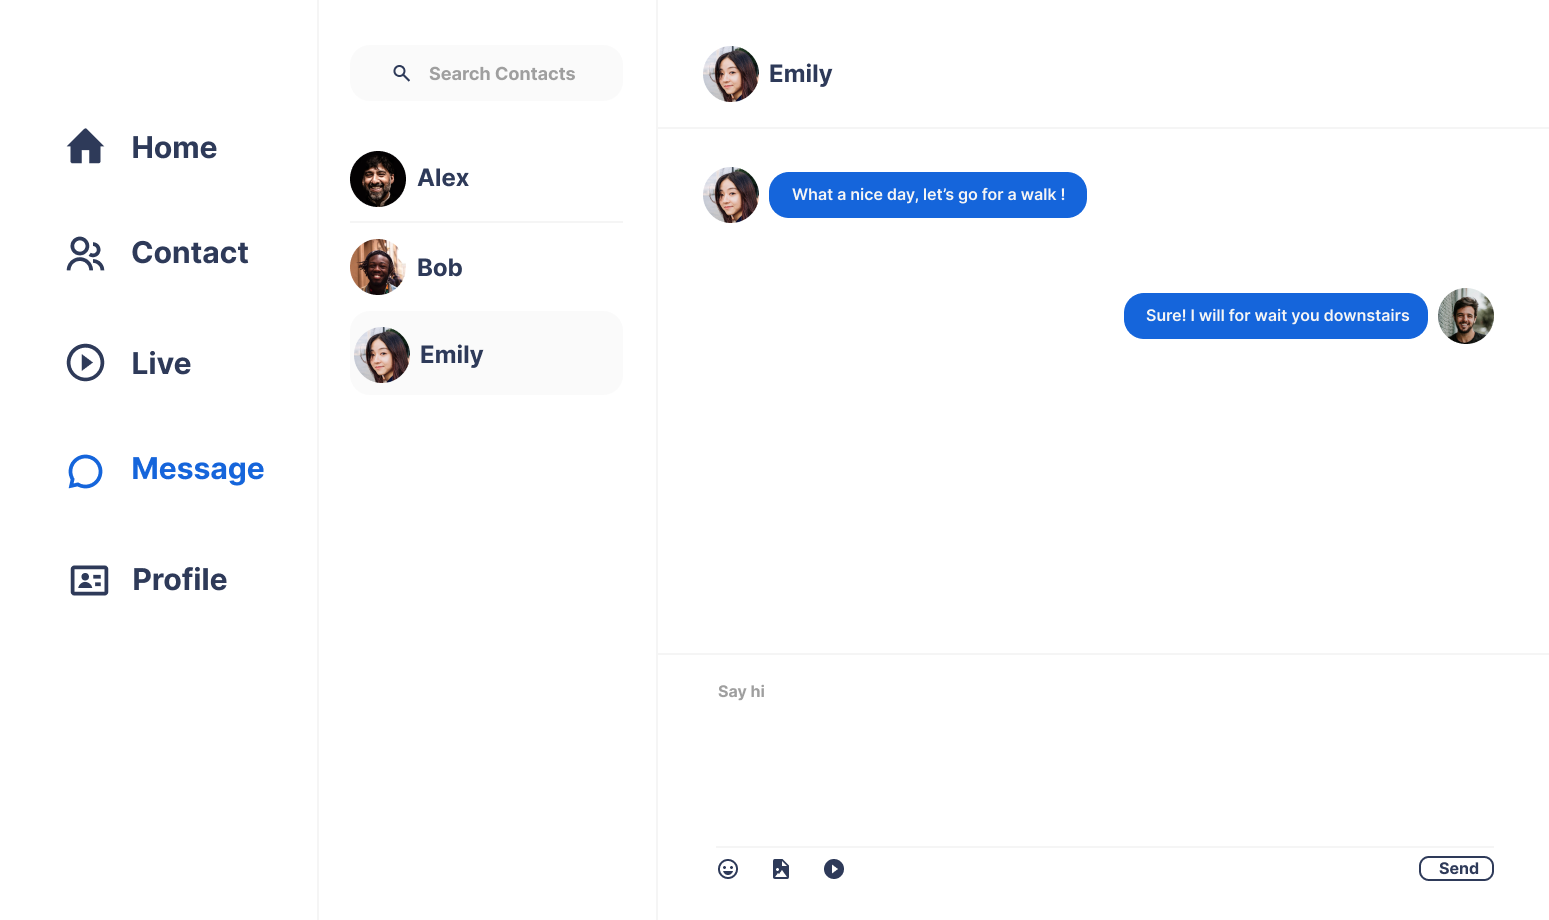 Home
Contact
Live
Message
Profile
Search Contacts
Alex
Bob
Emily
Emily
What a nice day, let’s go for a walk !
Sure! I will for wait you downstairs
Say hi
Send